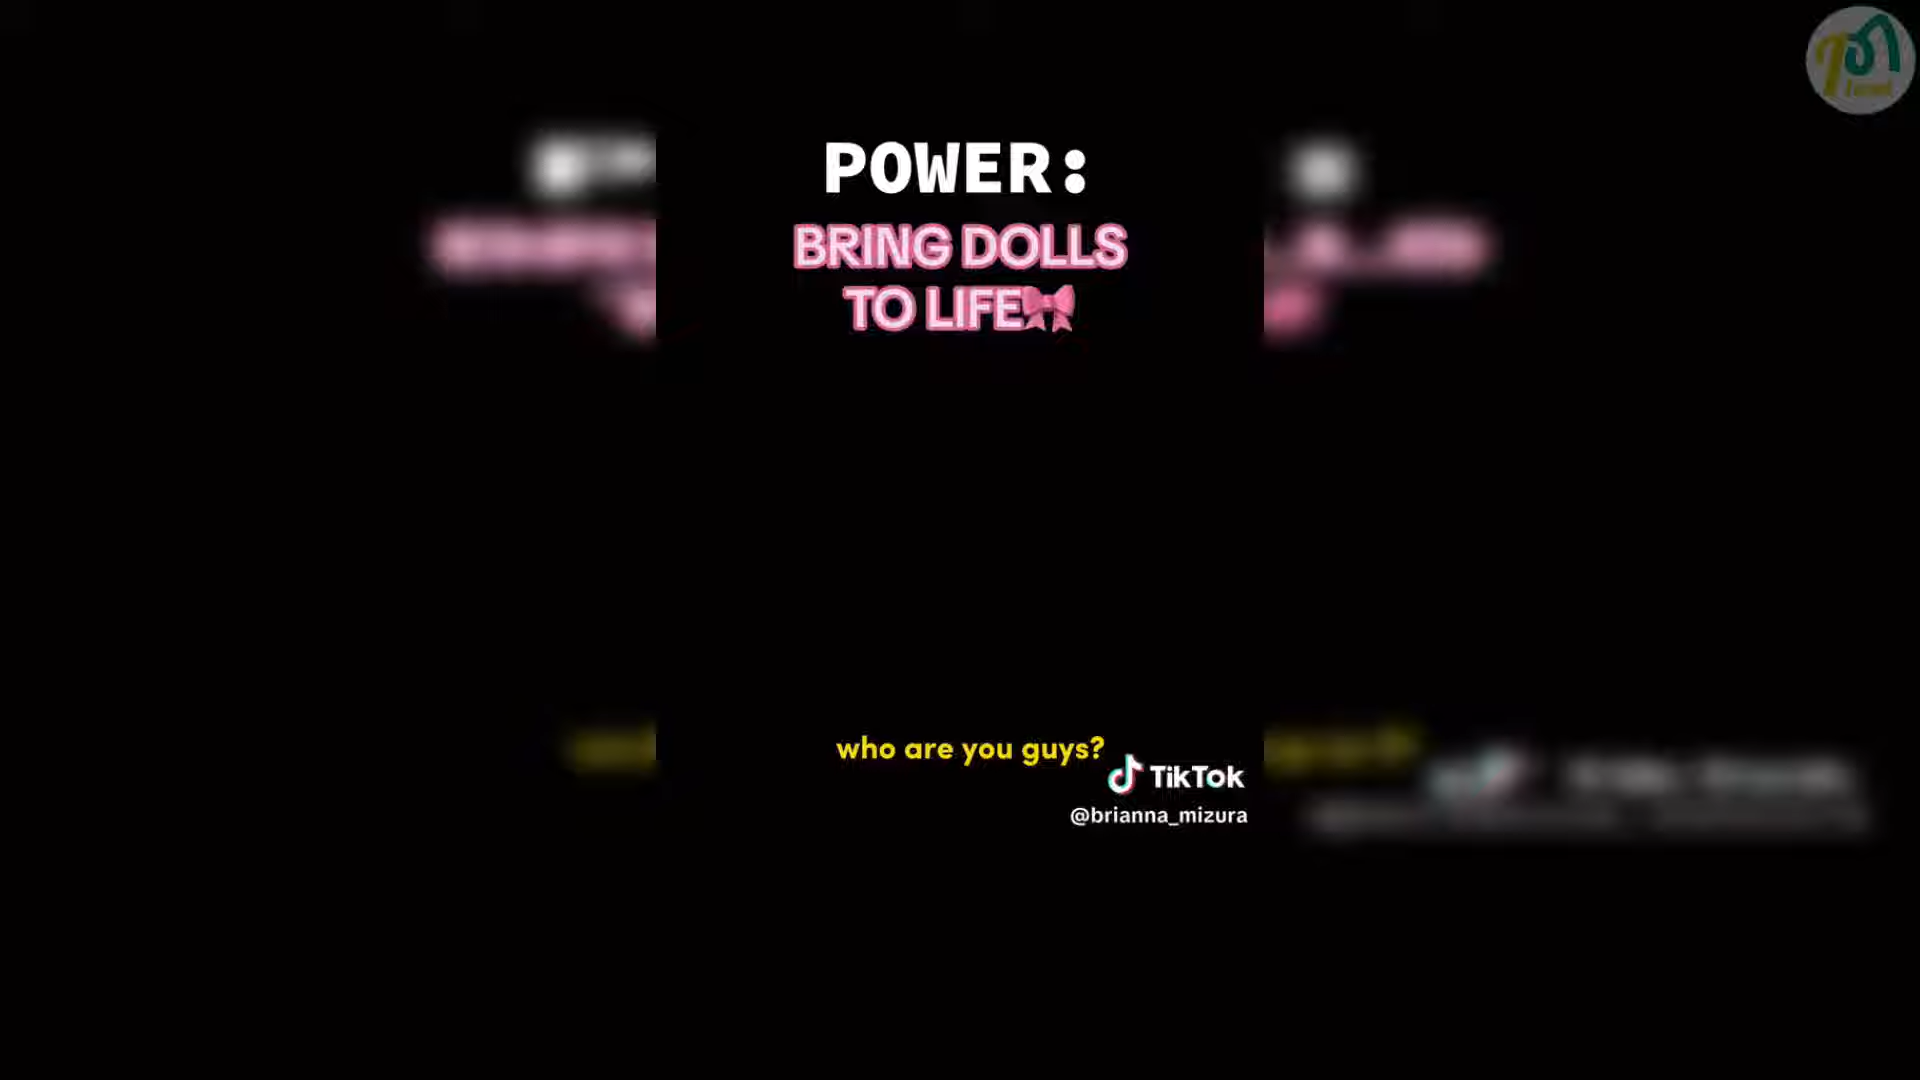 POWER:
BRING DOLLS
TO LIFE🎀
who are you guys?
TikTok
@brianna_mizura